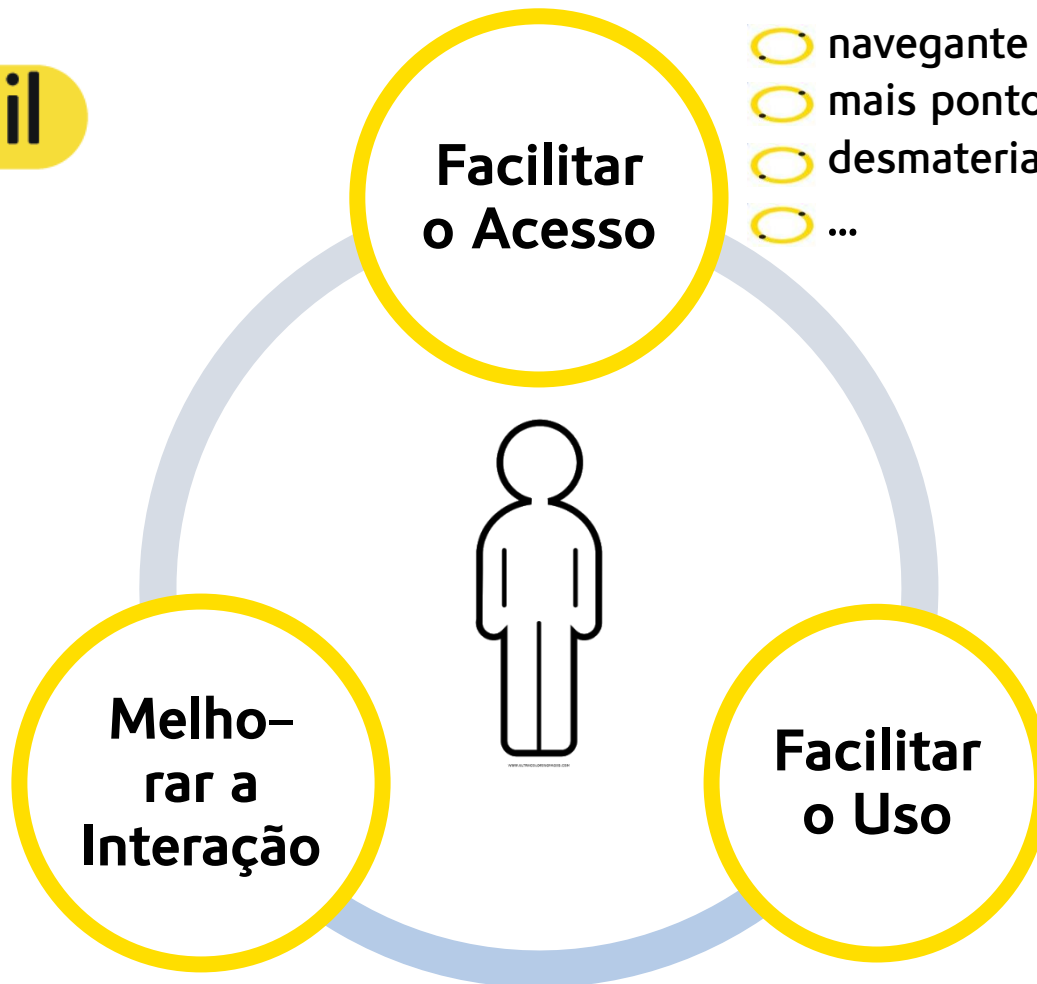 il
navegante
mais ponto
desmateria
...
Facilitar
o Acesso
Melho–
rar a
Interação
Facilitar
o Uso